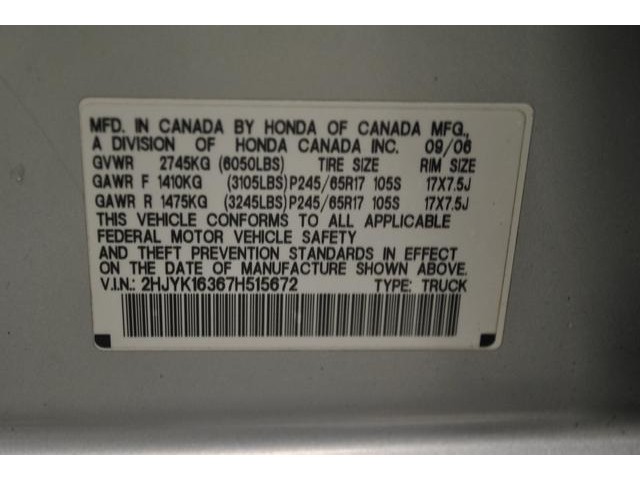 MFD. IN CANADA BY HONDA OF CANADA MFG.,
A DIVISION OF HONDA CANADA INC. 09/06
GVWR 2745KG (6050LBS) TIRE SIZE RIM SIZE
GAWR F 1410KG (3105LBS) P245/65R17 105S 17X7.5J
GAWR R 1475KG (3245LBS) P245/65R17 105S 17X7.5J
THIS VEHICLE CONFORMS TO ALL APPLICABLE
FEDERAL MOTOR VEHICLE SAFETY
AND THEFT PREVENTION STANDARDS IN EFFECT
ON THE DATE OF MANUFACTURE SHOWN ABOVE.
V.I.N.: 2HJYK16367H515672 TYPE: TRUCK